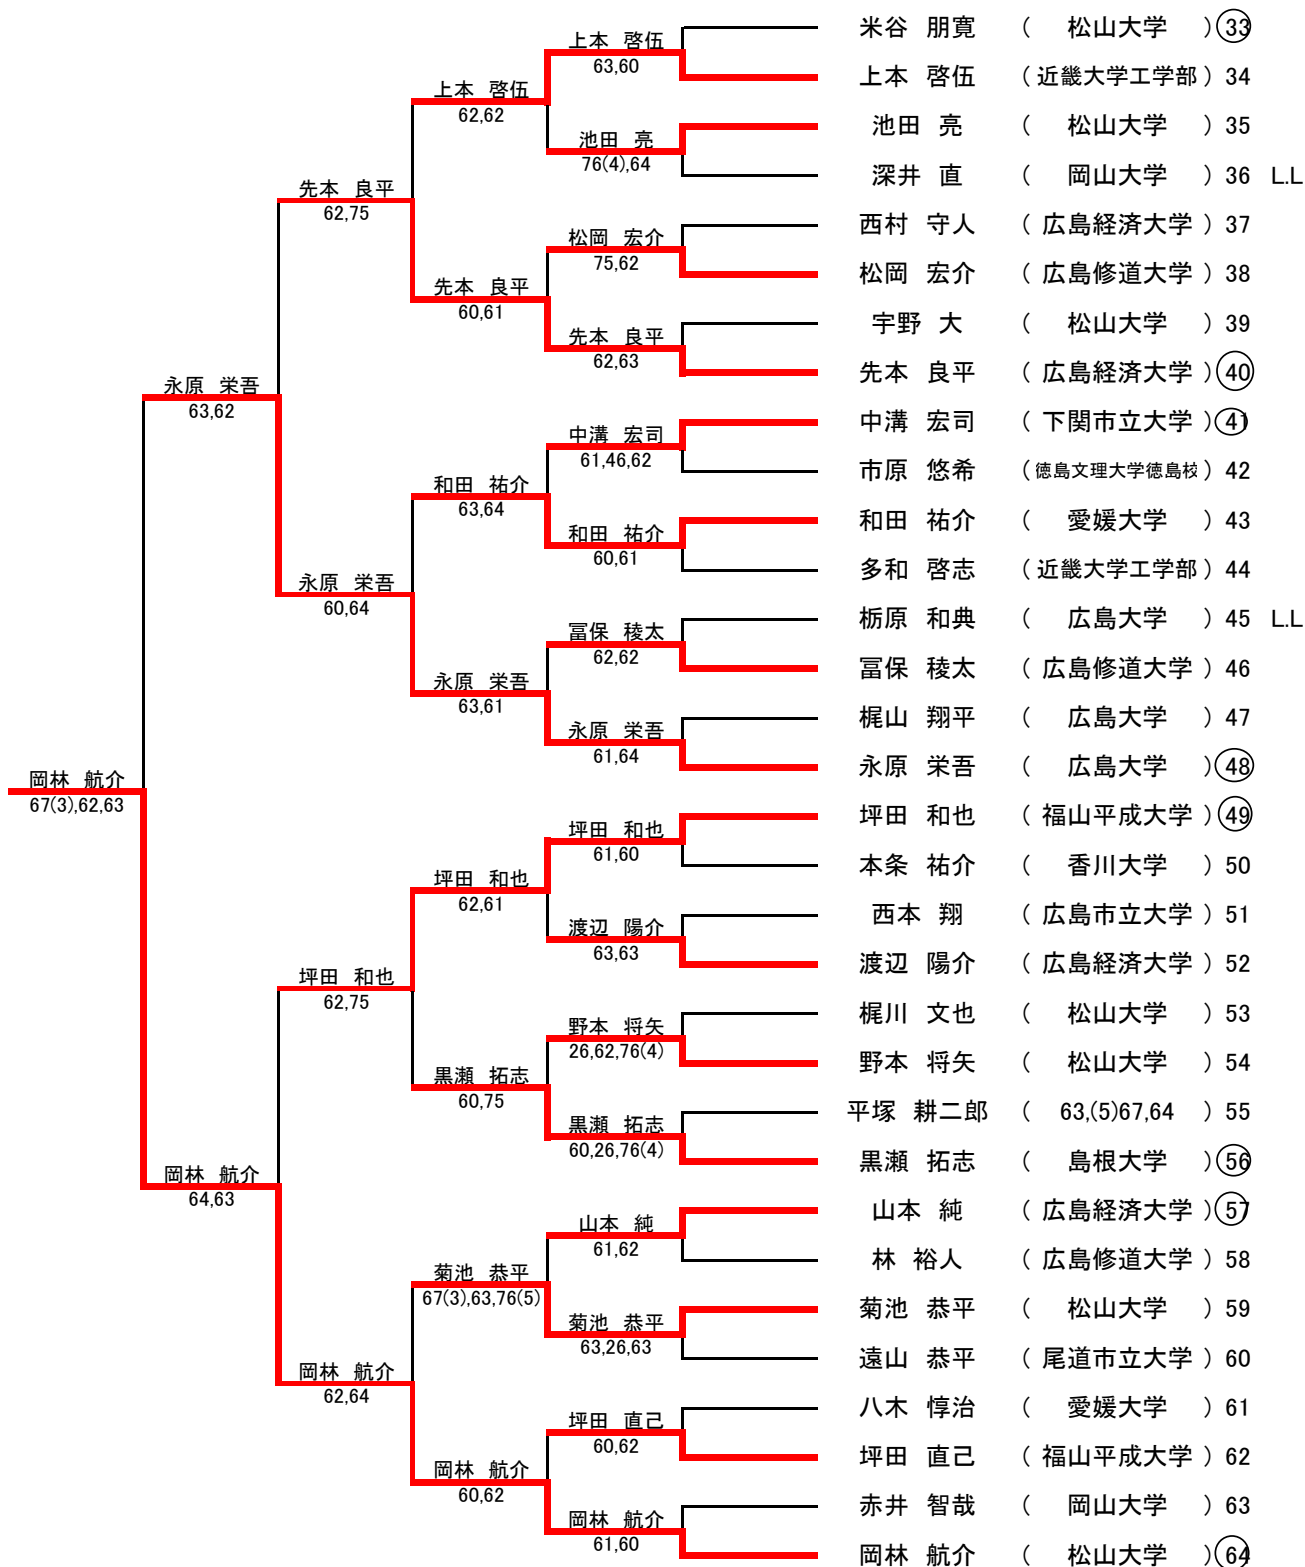 米谷 朋寛 ( 松山大学 ) 33
上本 啓伍
63,60
上本 啓伍 ( 近畿大学工学部 ) 34
上本 啓伍
62,62
池田 亮 ( 松山大学 ) 35
池田 亮
76(4),64
深井 直 ( 岡山大学 ) 36 L.L
先本 良平
62,75
西村 守人 ( 広島経済大学 ) 37
松岡 宏介
75,62
松岡 宏介 ( 広島修道大学 ) 38
先本 良平
60,61
宇野 大 ( 松山大学 ) 39
先本 良平
62,63
先本 良平 ( 広島経済大学 ) 40
永原 栄吾
63,62
中溝 宏司 ( 下関市立大学 ) 41
中溝 宏司
61,46,62
市原 悠希 ( 徳島文理大学徳島校 ) 42
和田 祐介
63,64
和田 祐介 ( 愛媛大学 ) 43
和田 祐介
60,61
多和 啓志 ( 近畿大学工学部 ) 44
永原 栄吾
60,64
栃原 和典 ( 広島大学 ) 45 L.L
冨保 稜太
62,62
冨保 稜太 ( 広島修道大学 ) 46
永原 栄吾
63,61
梶山 翔平 ( 広島大学 ) 47
永原 栄吾
61,64
永原 栄吾 ( 広島大学 ) 48
岡林 航介
67(3),62,63
坪田 和也 ( 福山平成大学 ) 49
坪田 和也
61,60
本条 祐介 ( 香川大学 ) 50
坪田 和也
62,61
西本 翔 ( 広島市立大学 ) 51
渡辺 陽介
63,63
渡辺 陽介 ( 広島経済大学 ) 52
坪田 和也
62,75
梶川 文也 ( 松山大学 ) 53
野本 将矢
26,62,76(4)
野本 将矢 ( 松山大学 ) 54
黒瀬 拓志
60,75
平塚 耕二郎 ( 63,(5)67,64 ) 55
黒瀬 拓志
60,26,76(4)
黒瀬 拓志 ( 島根大学 ) 56
岡林 航介
64,63
山本 純 ( 広島経済大学 ) 57
山本 純
61,62
林 裕人 ( 広島修道大学 ) 58
菊池 恭平
67(3),63,76(5)
菊池 恭平 ( 松山大学 ) 59
菊池 恭平
63,26,63
遠山 恭平 ( 尾道市立大学 ) 60
岡林 航介
62,64
八木 惇治 ( 愛媛大学 ) 61
坪田 直己
60,62
坪田 直己 ( 福山平成大学 ) 62
岡林 航介
60,62
赤井 智哉 ( 岡山大学 ) 63
岡林 航介
61,60
岡林 航介 ( 松山大学 ) 64